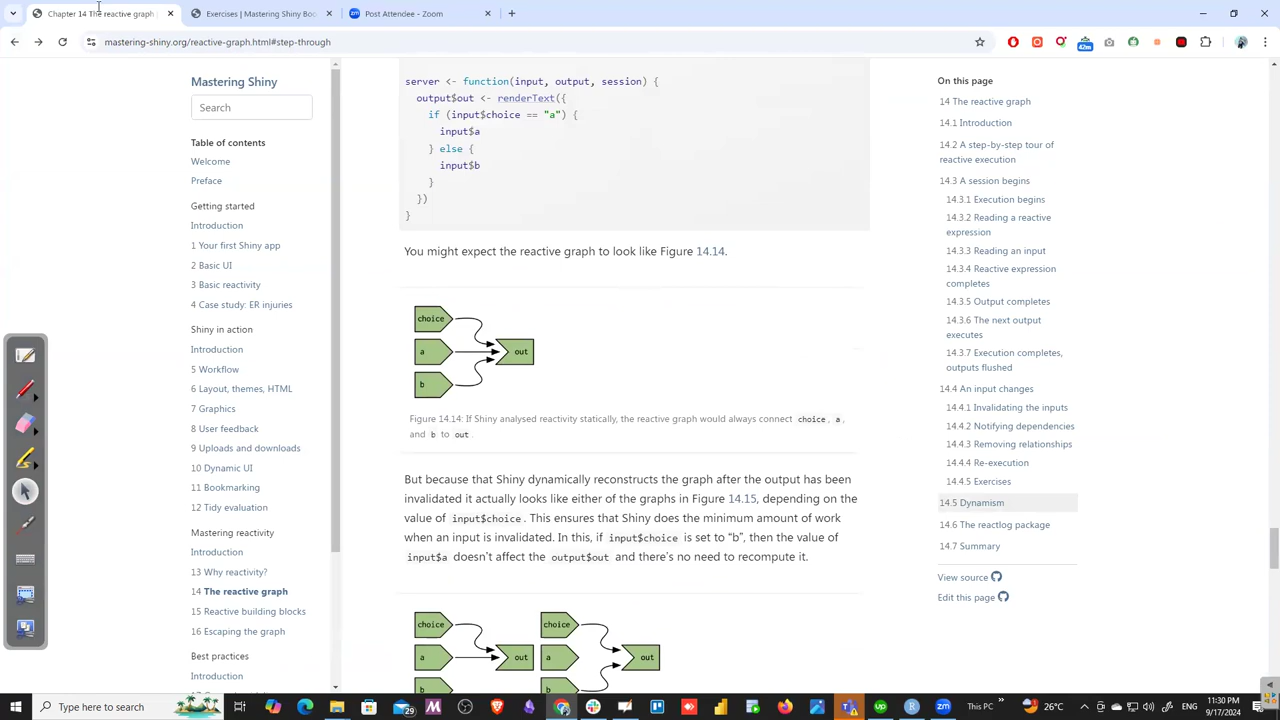 Chapter 14 The reactive graph
Exercises | Mastering Shiny Boo
Post Attendee - Zoom
mastering-shiny.org/reactive-graph.html#step-through
42m
Mastering Shiny
Search
Table of contents
Welcome
Preface
Getting started
Introduction
1 Your first Shiny app
2 Basic UI
3 Basic reactivity
4 Case study: ER injuries
Shiny in action
Introduction
5 Workflow
6 Layout, themes, HTML
7 Graphics
8 User feedback
9 Uploads and downloads
10 Dynamic UI
11 Bookmarking
12 Tidy evaluation
Mastering reactivity
Introduction
13 Why reactivity?
14 The reactive graph
15 Reactive building blocks
16 Escaping the graph
Best practices
Introduction
server <- function(input, output, session) {
output$out <- renderText({
if (input$choice == "a") {
input$a
} else {
input$b
}
})
}
You might expect the reactive graph to look like Figure 14.14.
choice
a
b
out
Figure 14.14: If Shiny analysed reactivity statically, the reactive graph would always connect choice, a,
and b to out.
But because that Shiny dynamically reconstructs the graph after the output has been
invalidated it actually looks like either of the graphs in Figure 14.15, depending on the
value of input$choice. This ensures that Shiny does the minimum amount of work
when an input is invalidated. In this, if input$choice is set to “b”, then the value of
input$a doesn’t affect the output$out and there’s no need to recompute it.
choice
a
b
out
choice
a
b
out
On this page
14 The reactive graph
14.1 Introduction
14.2 A step-by-step tour of
reactive execution
14.3 A session begins
14.3.1 Execution begins
14.3.2 Reading a reactive
expression
14.3.3 Reading an input
14.3.4 Reactive expression
completes
14.3.5 Output completes
14.3.6 The next output
executes
14.3.7 Execution completes,
outputs flushed
14.4 An input changes
14.4.1 Invalidating the inputs
14.4.2 Notifying dependencies
14.4.3 Removing relationships
14.4.4 Re-execution
14.4.5 Exercises
14.5 Dynamism
14.6 The reactlog package
14.7 Summary
View source
Edit this page
Type here to search
29
This PC
26°C
11:30 PM
9/17/2024